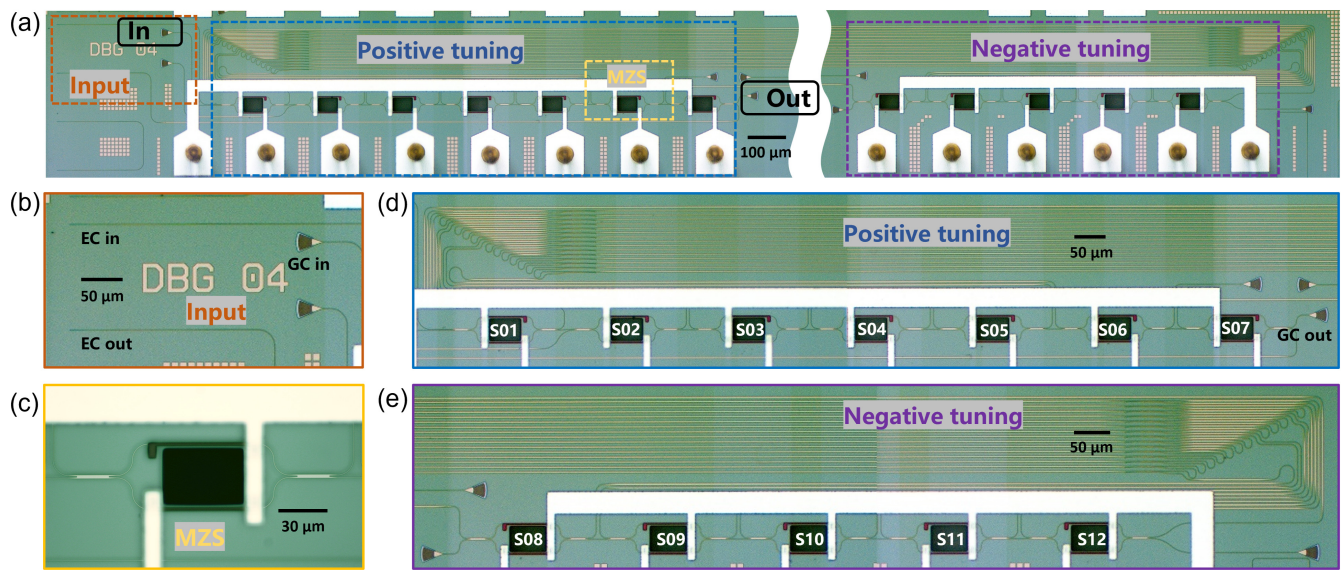 (a)
In
DBG 04
Input
Positive tuning
MZS
Out
100 µm
Negative tuning
(b)
EC in
GC in
50 µm
DBG 04
Input
EC out
(d)
Positive tuning
50 µm
S01 S02 S03 S04 S05 S06 S07
GC out
(c)
MZS
30 µm
(e)
Negative tuning
50 µm
S08 S09 S10 S11 S12